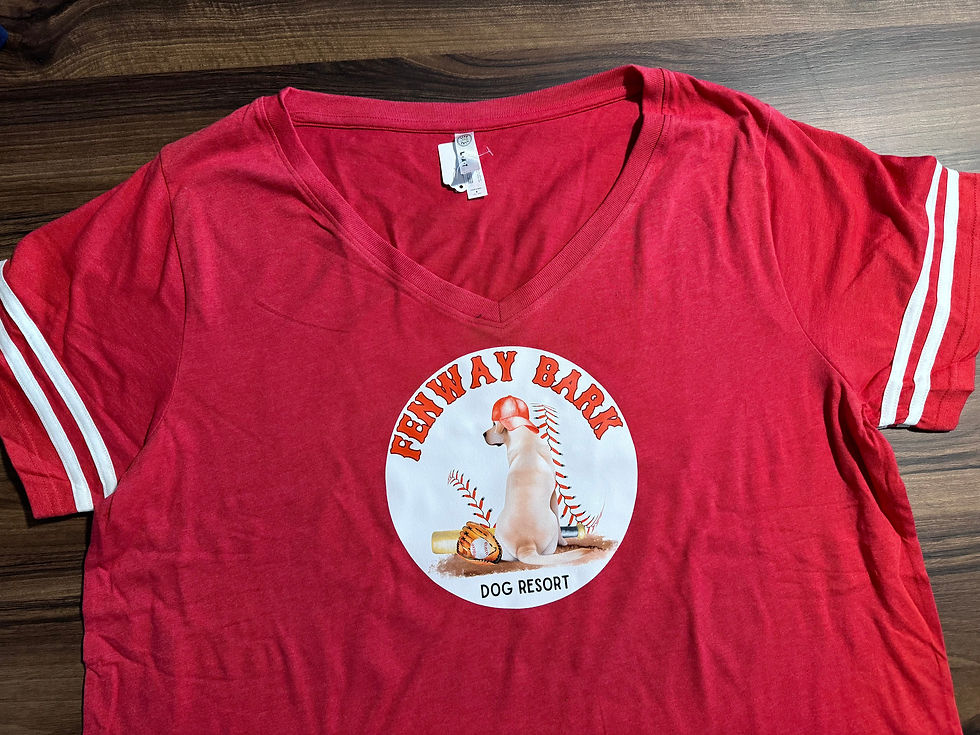 L·A·T
FENWAY BARK
DOG RESORT